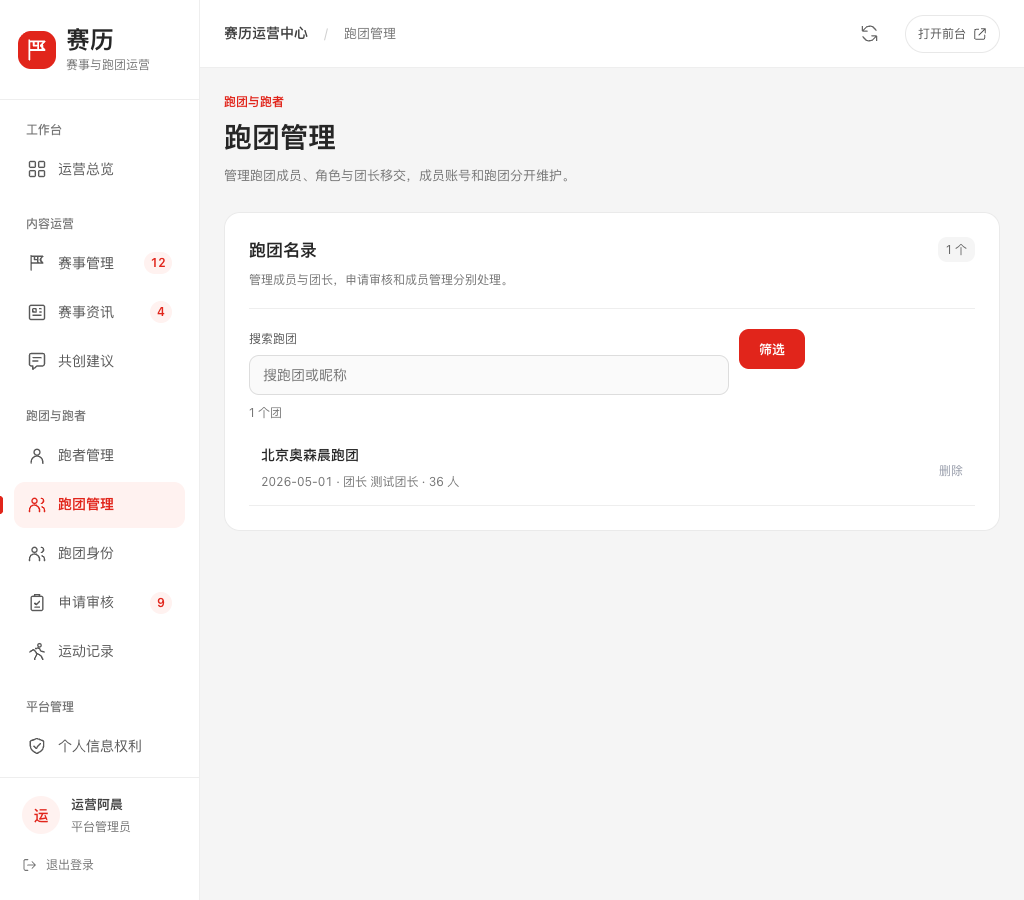 赛历
赛事与跑团运营
工作台
运营总览
内容运营
赛事管理 12
赛事资讯 4
共创建议
跑团与跑者
跑者管理
跑团管理
跑团身份
申请审核 9
运动记录
平台管理
个人信息权利
运
运营阿晨
平台管理员
退出登录
赛历运营中心 / 跑团管理
打开前台
跑团与跑者
跑团管理
管理跑团成员、角色与团长移交，成员账号和跑团分开维护。
跑团名录
1 个
管理成员与团长，申请审核和成员管理分别处理。
搜索跑团
搜跑团或昵称
筛选
1 个团
北京奥森晨跑团
2026-05-01 · 团长 测试团长 · 36 人
删除